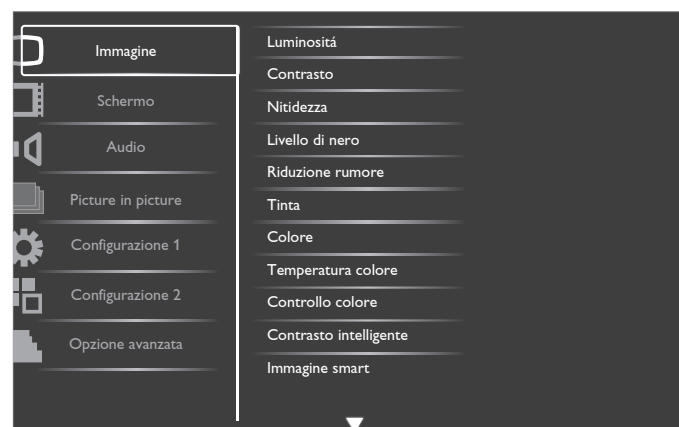 Immagine
Schermo
Audio
Picture in picture
Configurazione 1
Configurazione 2
Opzione avanzata
Luminositá
Contrasto
Nitidezza
Livello di nero
Riduzione rumore
Tinta
Colore
Temperatura colore
Controllo colore
Contrasto intelligente
Immagine smart